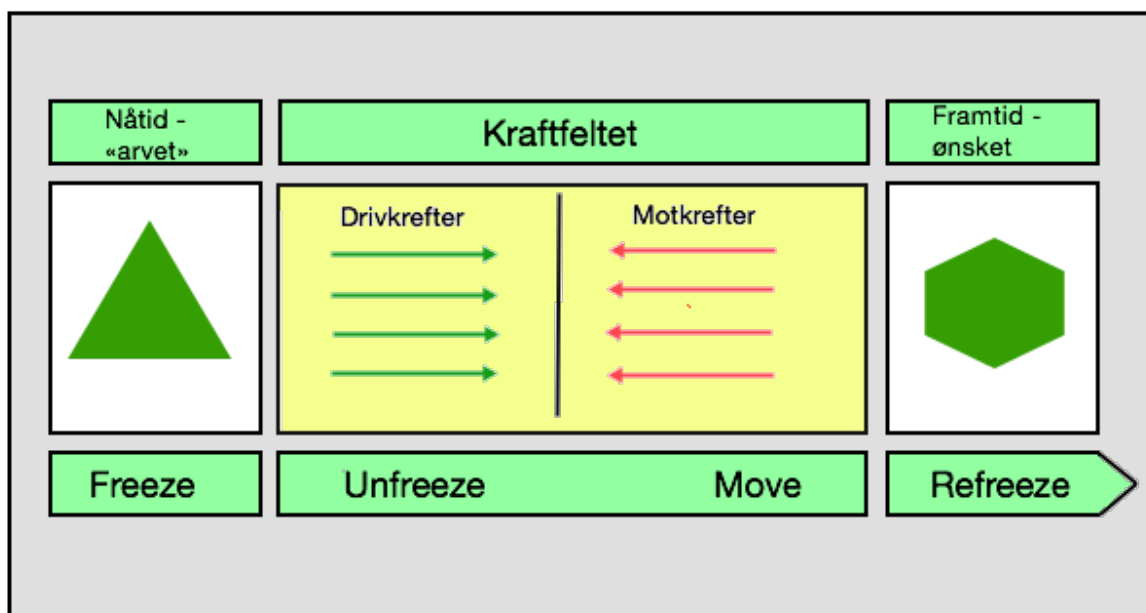 Nåtid -
«arvet»
Kraftfeltet
Framtid -
ønsket
Drivkrefter
Motkrefter
Freeze
Unfreeze
Move
Refreeze